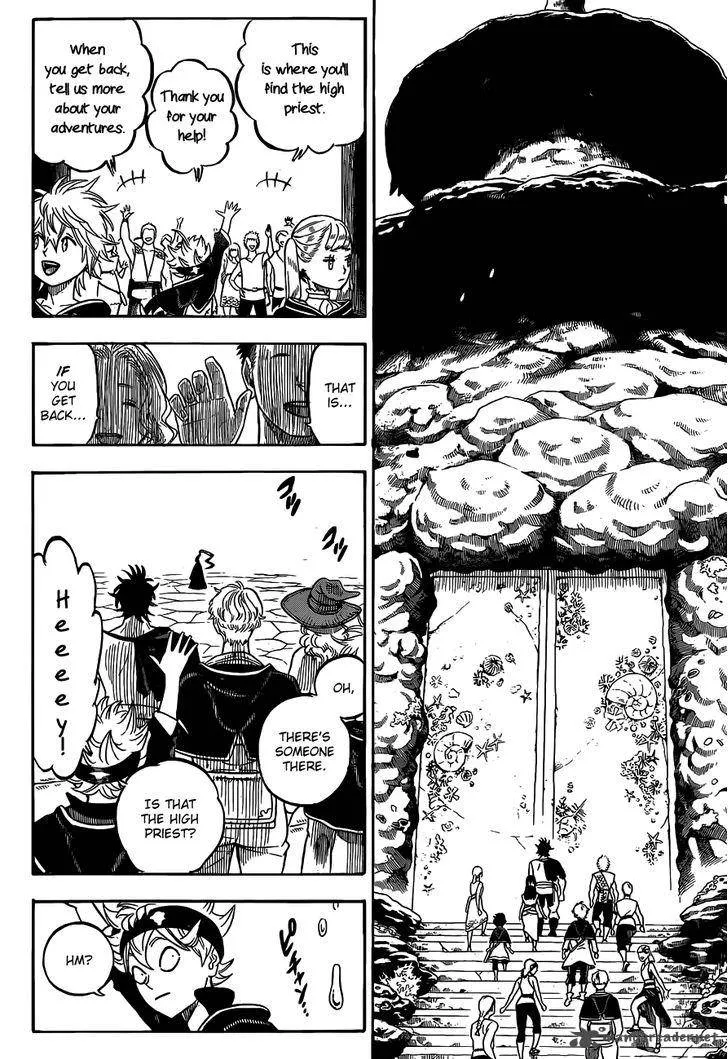 This
is where you'll
find the high
priest.
Thank you
for your
help!
When
you get back,
tell us more
about your
adventures.
THAT
IS...
IF
YOU
GET
BACK...
OH,
THERE'S
SOMEONE
THERE.
IS THAT
THE HIGH
PRIEST?
Heeeey!
HM?